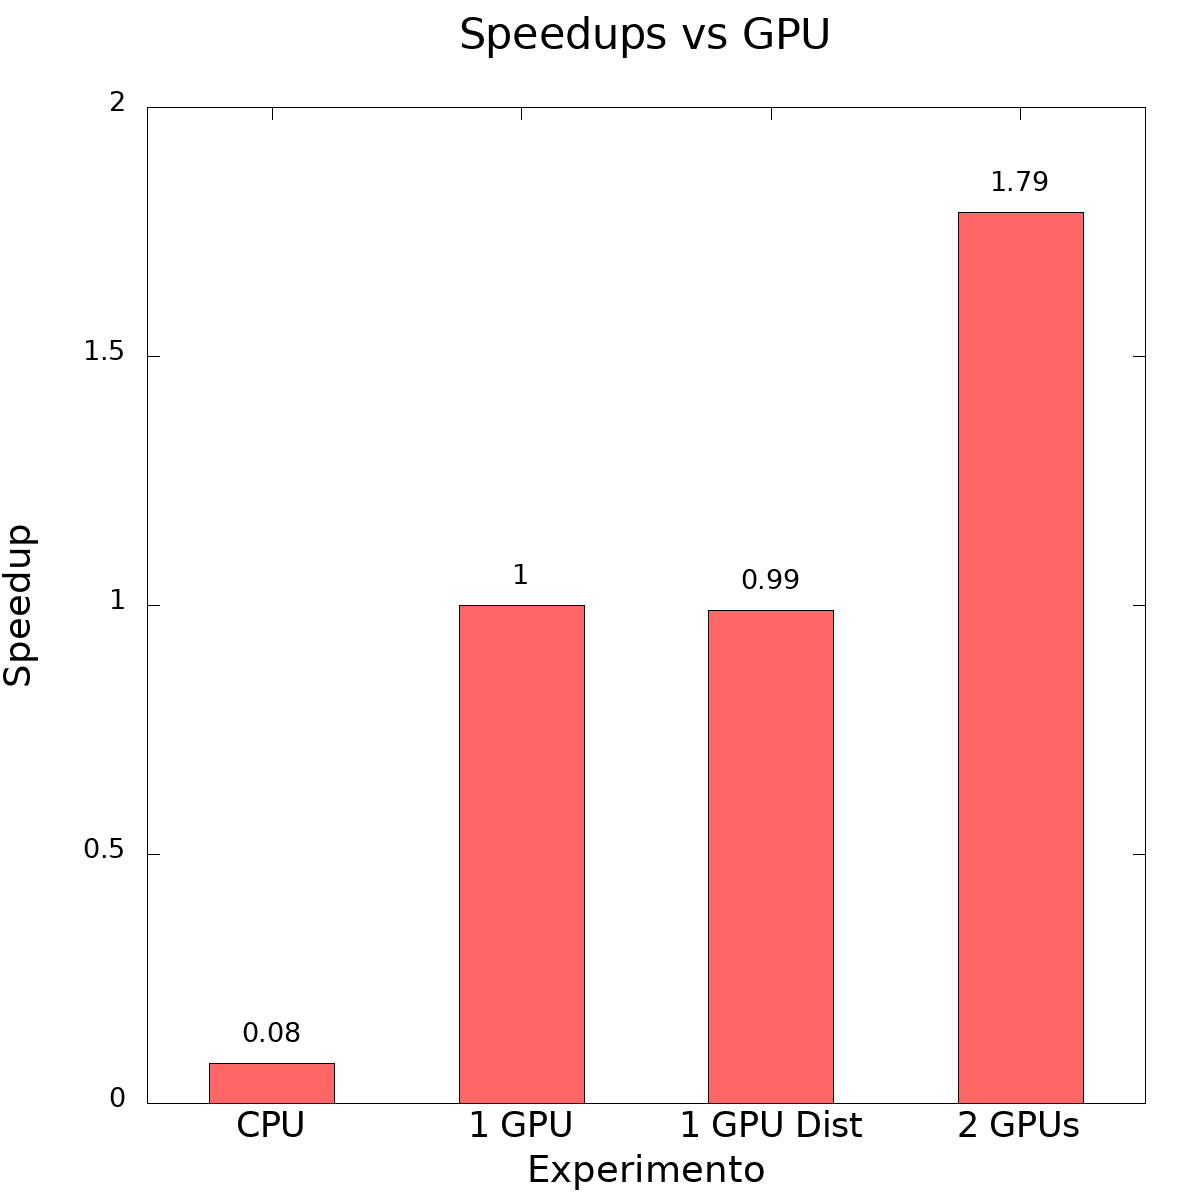 Speedups vs GPU
2
1.5
1
0.5
0
Speedup
0.08
1
0.99
1.79
CPU
1 GPU
1 GPU Dist
2 GPUs
Experimento